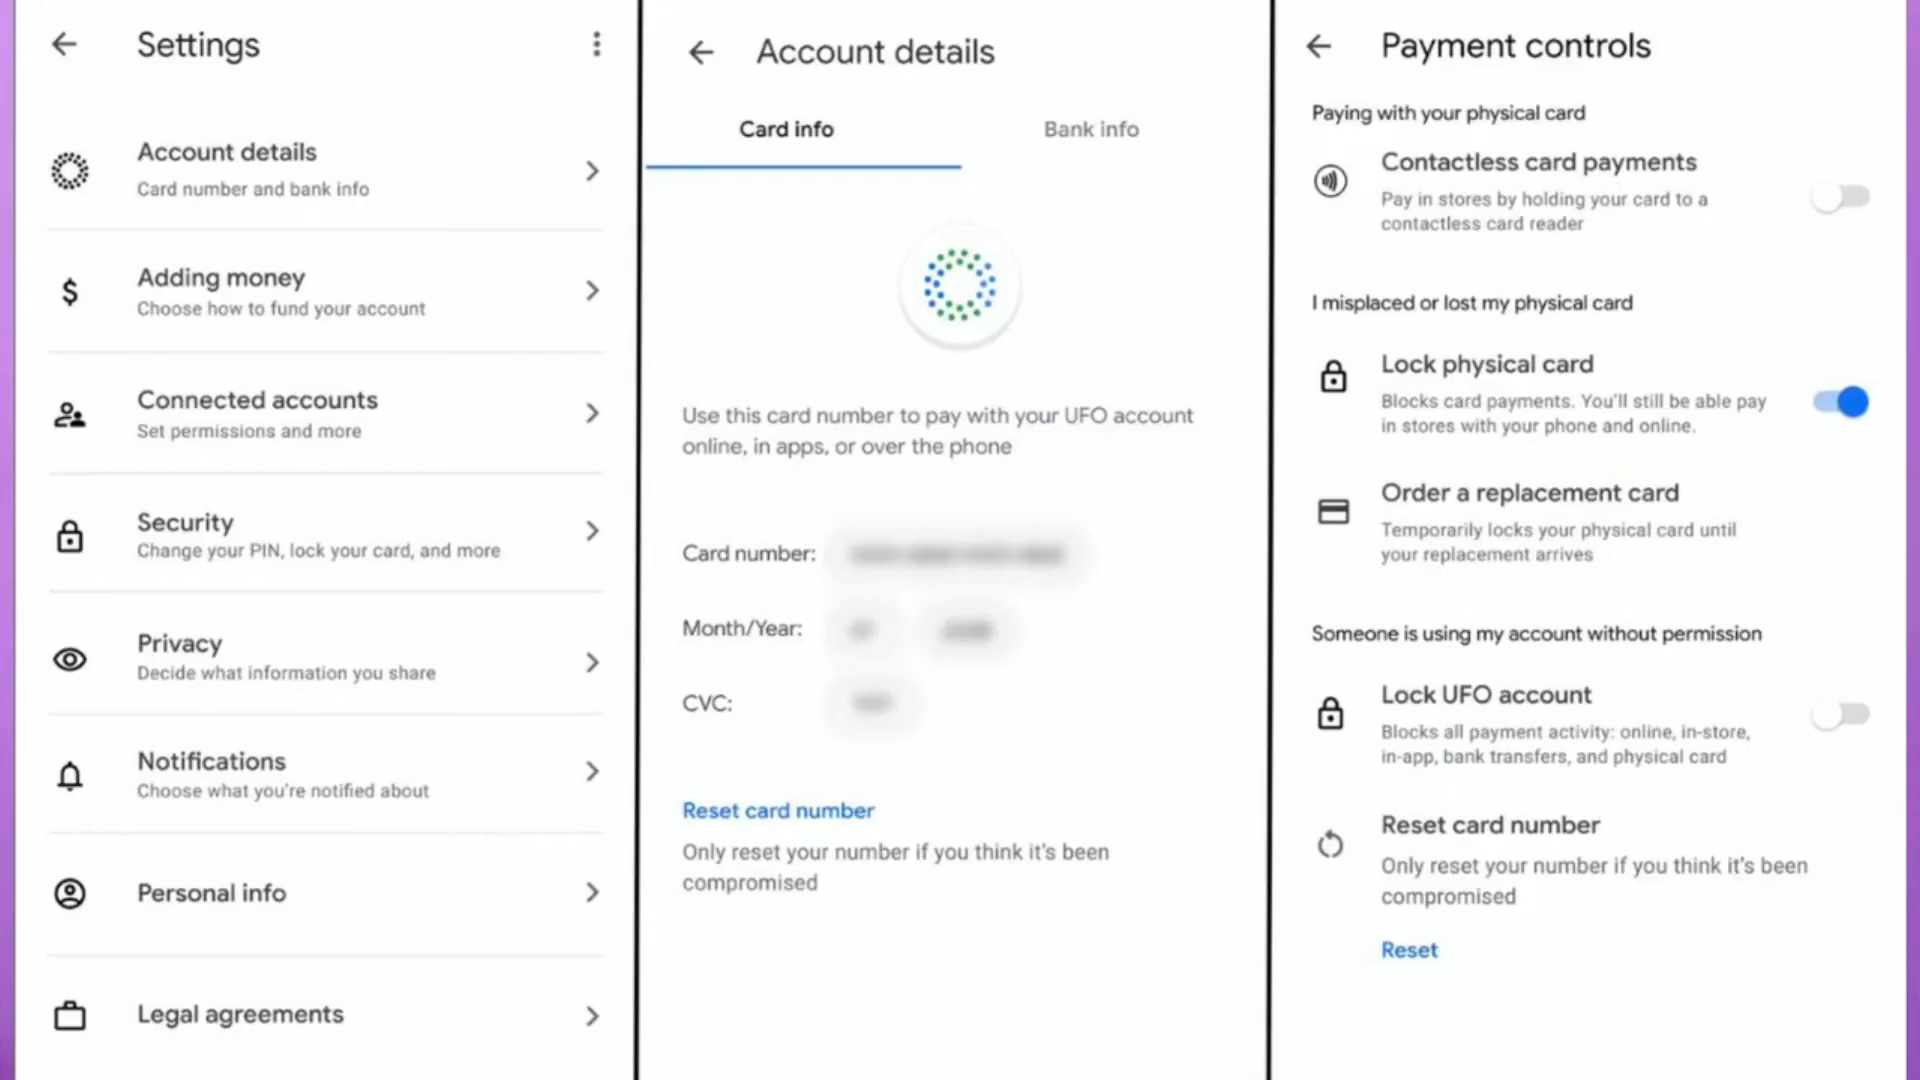 Settings
Account details
Card number and bank info
Adding money
Choose how to fund your account
Connected accounts
Set permissions and more
Security
Change your PIN, lock your card, and more
Privacy
Decide what information you share
Notifications
Choose what you're notified about
Personal info
Legal agreements
Account details
Card info
Bank info
Use this card number to pay with your UFO account
online, in apps, or over the phone
Card number:
Month/Year:
CVC:
Reset card number
Only reset your number if you think it's been
compromised
Payment controls
Paying with your physical card
Contactless card payments
Pay in stores by holding your card to a
contactless card reader
I misplaced or lost my physical card
Lock physical card
Blocks card payments. You'll still be able pay
in stores with your phone and online.
Order a replacement card
Temporarily locks your physical card until
your replacement arrives
Someone is using my account without permission
Lock UFO account
Blocks all payment activity: online, in-store,
in-app, bank transfers, and physical card
Reset card number
Only reset your number if you think it's been
compromised
Reset